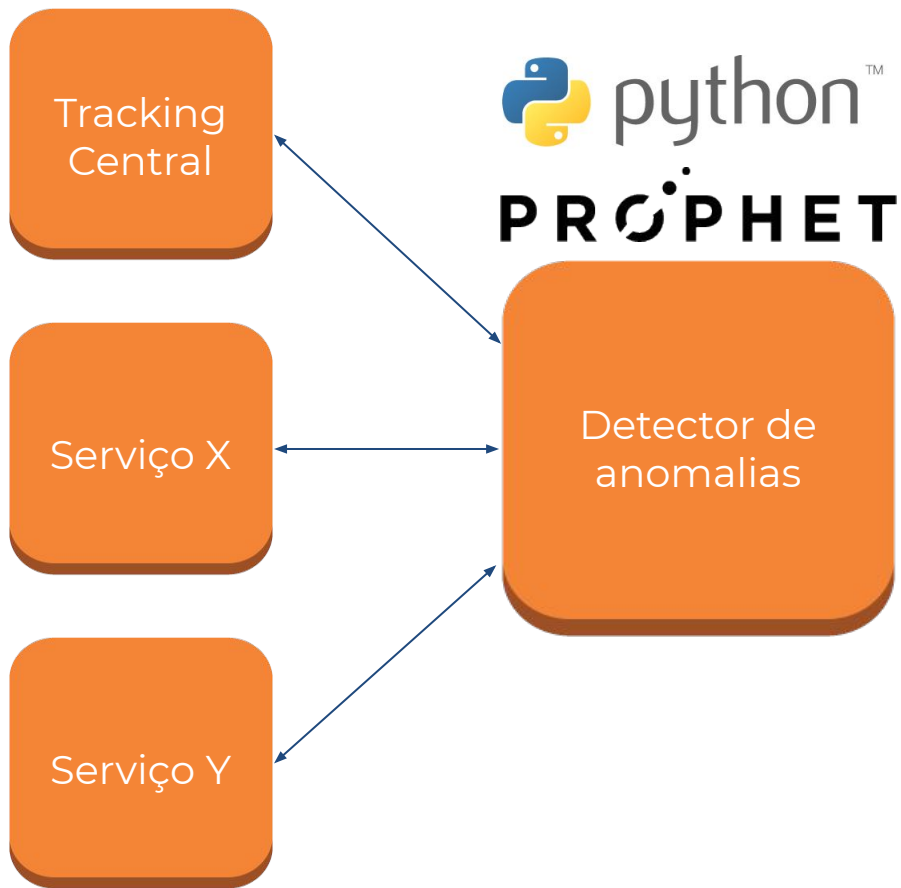 Tracking
Central
python™
PROPHET
Serviço X
Detector de
anomalias
Serviço Y